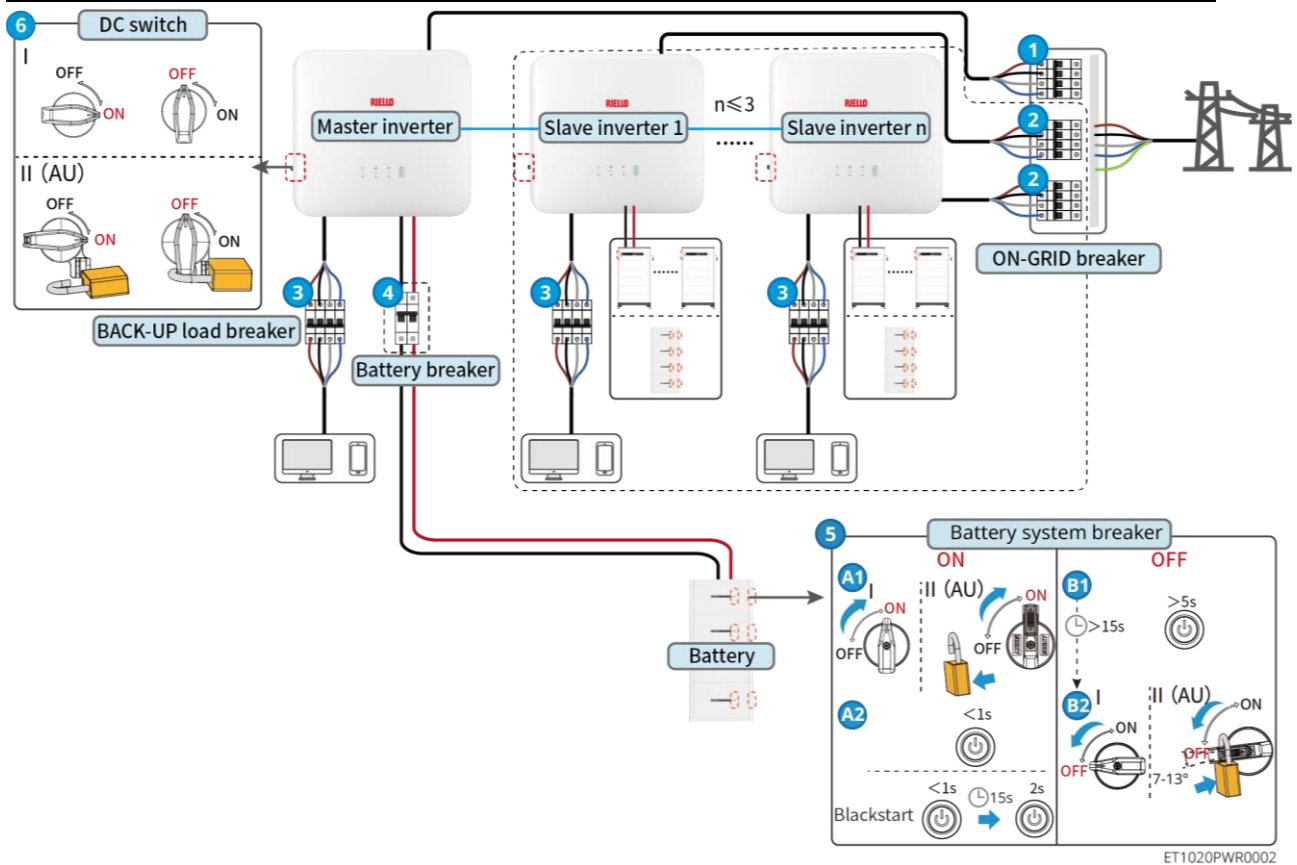 6
DC switch
I
OFF
ON
OFF
ON
II (AU)
OFF
ON
OFF
ON
RIELLO
Master inverter
RIELLO
Slave inverter 1
n≤3
......
RIELLO
Slave inverter n
1
2
2
ON-GRID breaker
3
BACK-UP load breaker
4
Battery breaker
3
......
3
......
Battery
5
Battery system breaker
ON
A1
I
ON
OFF
II (AU)
ON
OFF
A2
<1s
Blackstart
<1s
15s
2s
OFF
B1
>15s
>5s
B2
I
ON
OFF
II (AU)
ON
OFF
7-13°
ET1020PWR0002